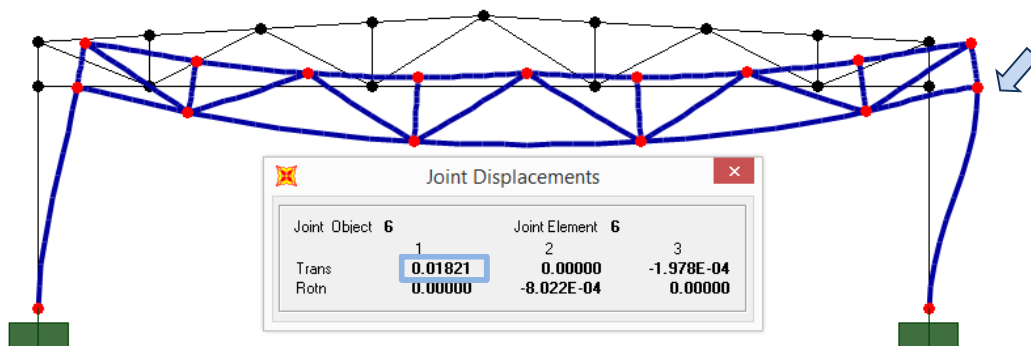 Joint Displacements
Joint Object 6 Joint Element 6
1 2 3
Trans 0.01821 0.00000 -1.978E-04
Rotn 0.00000 -8.022E-04 0.00000